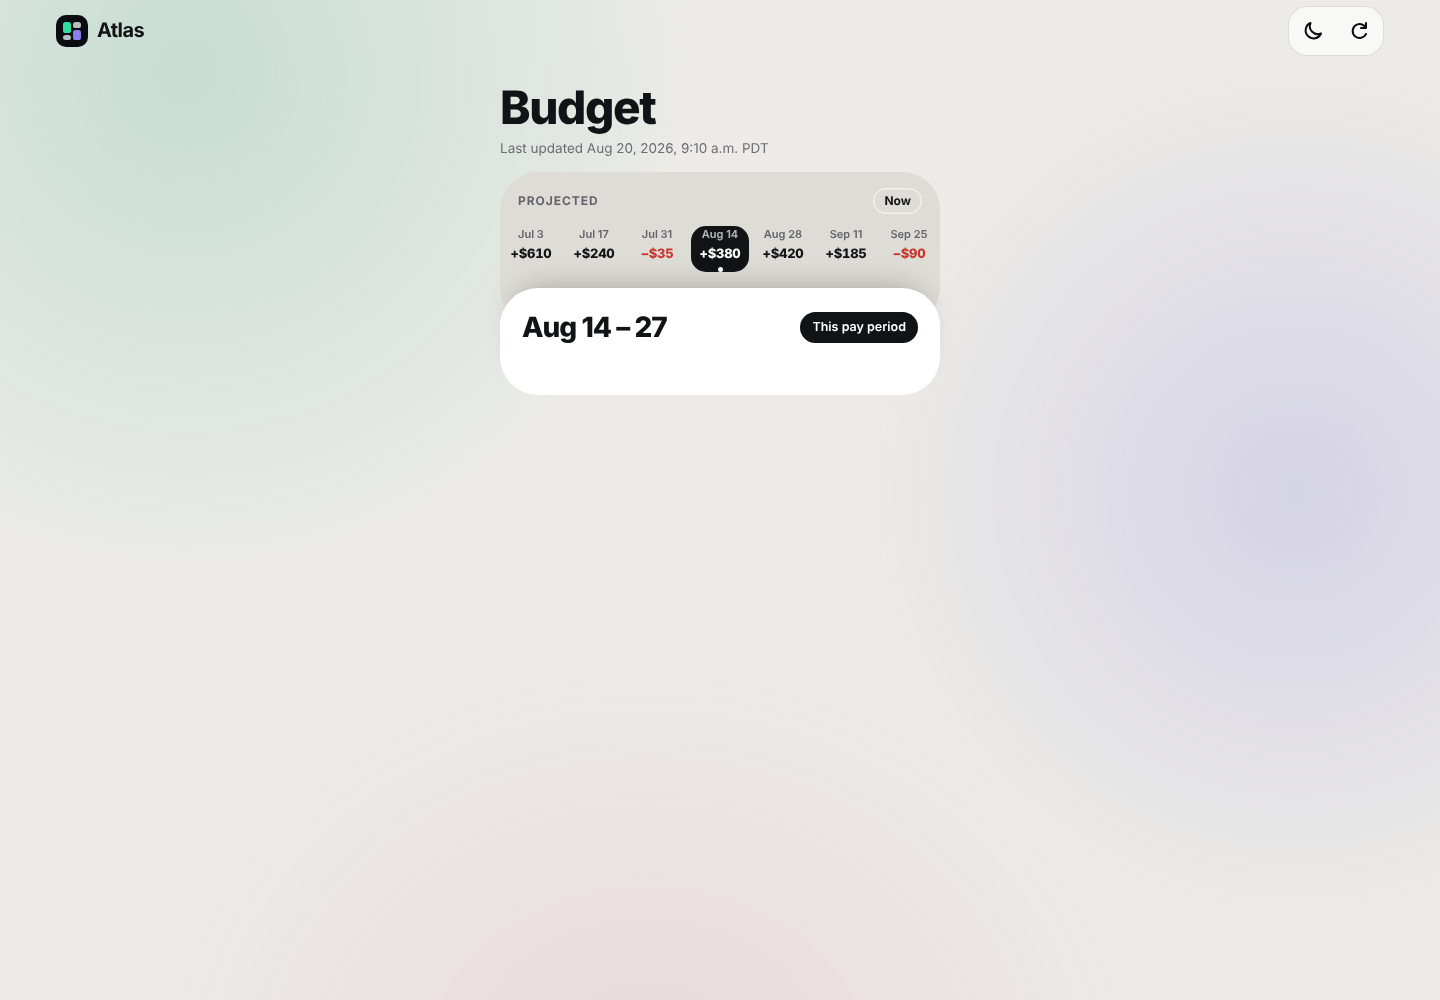 Atlas
Budget
Last updated Aug 20, 2026, 9:10 a.m. PDT
PROJECTED Now
Jul 3 Jul 17 Jul 31 Aug 14 Aug 28 Sep 11 Sep 25
+$610 +$240 −$35 +$380 +$420 +$185 −$90
Aug 14 – 27 This pay period